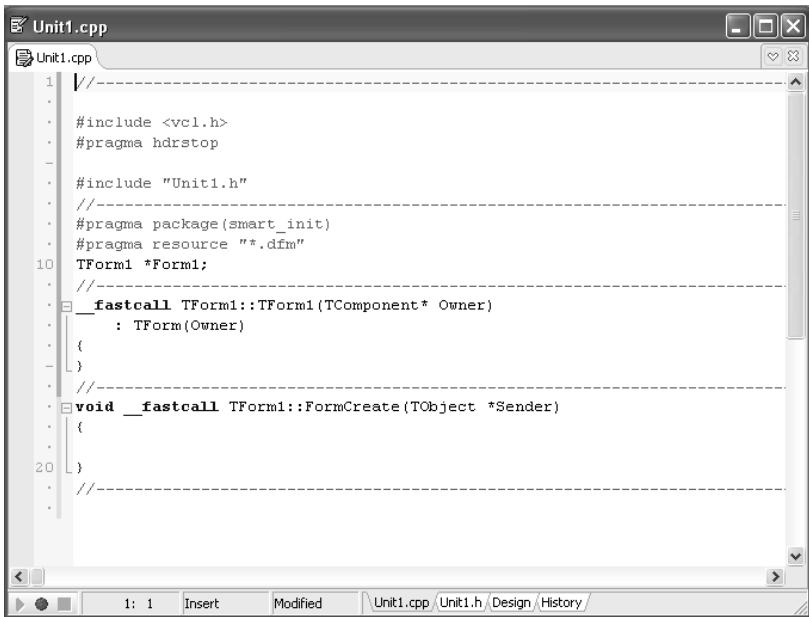 Unit1.cpp
Unit1.cpp
1 //--------------------------------------------------------------------------
#include <vcl.h>
#pragma hdrstop
#include "Unit1.h"
//--------------------------------------------------------------------------
#pragma package(smart_init)
#pragma resource "*.dfm"
10 TForm1 *Form1;
//--------------------------------------------------------------------------
__fastcall TForm1::TForm1(TComponent* Owner)
: TForm(Owner)
{
}
//--------------------------------------------------------------------------
void __fastcall TForm1::FormCreate(TObject *Sender)
{
20 }
//--------------------------------------------------------------------------
1: 1 Insert Modified Unit1.cpp Unit1.h Design History